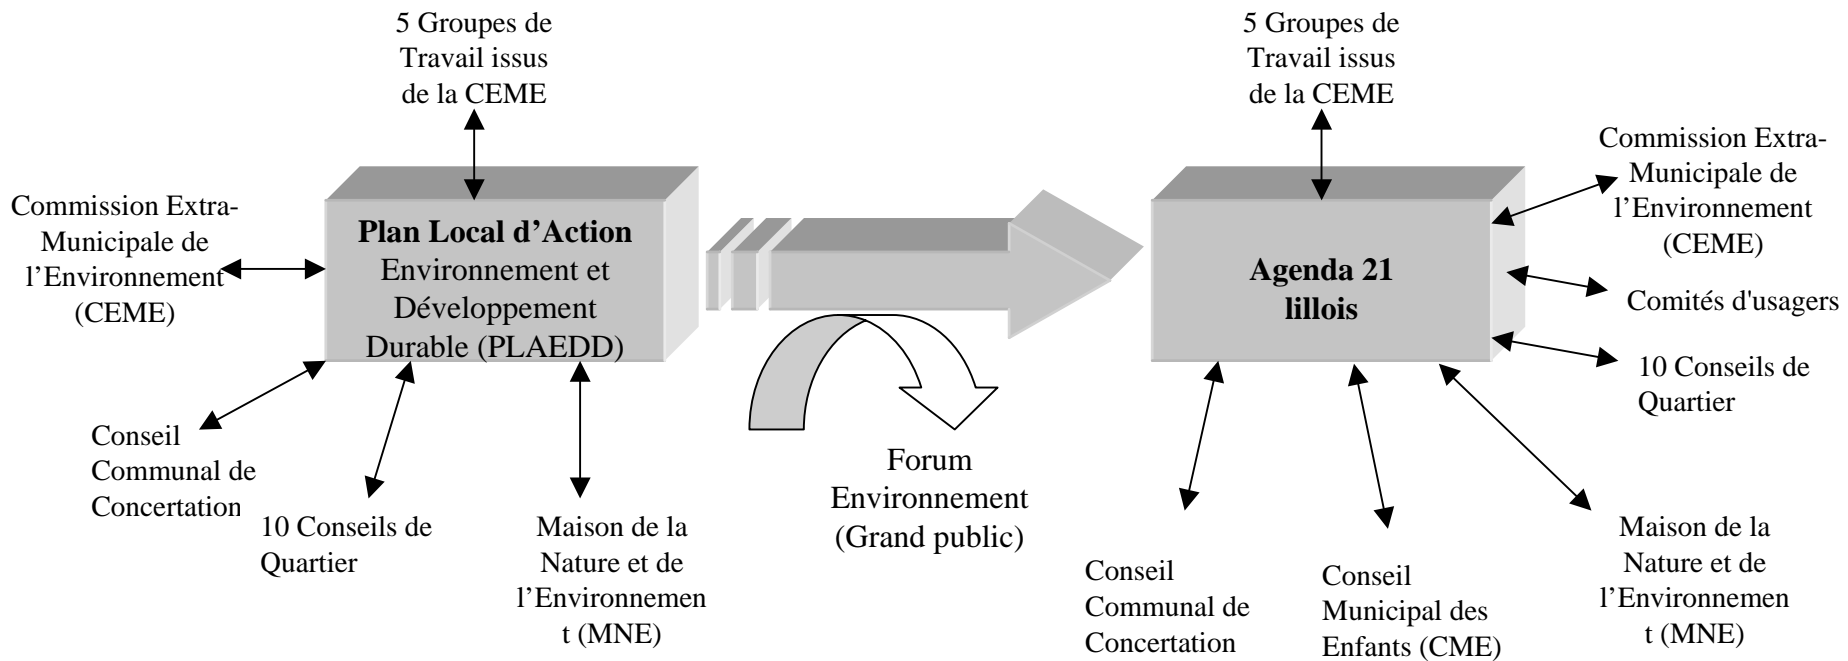 5 Groupes de
Travail issus
de la CEME
Commission Extra-
Municipale de
l’Environnement
(CEME)
Plan Local d’Action
Environnement et
Développement
Durable (PLAEDD)
Conseil
Communal de
Concertation
10 Conseils de
Quartier
Maison de la
Nature et de
l’Environnemen
t (MNE)
Forum
Environnement
(Grand public)
5 Groupes de
Travail issus
de la CEME
Agenda 21
lillois
Commission Extra-
Municipale de
l’Environnement
(CEME)
Comités d'usagers
10 Conseils de
Quartier
Conseil
Communal de
Concertation
Conseil
Municipal des
Enfants (CME)
Maison de la
Nature et de
l’Environnemen
t (MNE)